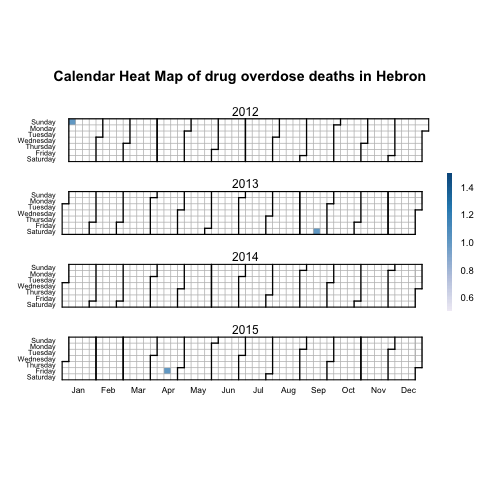 Calendar Heat Map of drug overdose deaths in Hebron
2012
Sunday
Monday
Tuesday
Wednesday
Thursday
Friday
Saturday
2013
Sunday
Monday
Tuesday
Wednesday
Thursday
Friday
Saturday
1.4
1.2
1.0
0.8
0.6
2014
Sunday
Monday
Tuesday
Wednesday
Thursday
Friday
Saturday
2015
Sunday
Monday
Tuesday
Wednesday
Thursday
Friday
Saturday
Jan Feb Mar Apr May Jun Jul Aug Sep Oct Nov Dec